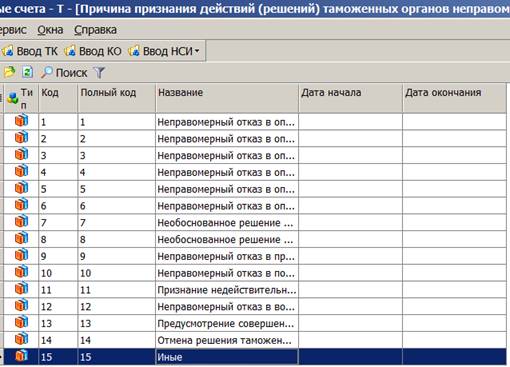 ые счета - Т - [Причина признания действий (решений) таможенных органов неправом
ервис Окна Справка
Ввод ТК Ввод КО Ввод НСИ
Поиск
Тип Код Полный код Название Дата начала Дата окончания
1 1 Неправомерный отказ в оп...
2 2 Неправомерный отказ в оп...
3 3 Неправомерный отказ в оп...
4 4 Неправомерный отказ в оп...
5 5 Неправомерный отказ в оп...
6 6 Неправомерный отказ в оп...
7 7 Необоснованное решение ...
8 8 Необоснованное решение ...
9 9 Неправомерный отказ в пр...
10 10 Неправомерный отказ в по...
11 11 Признание недействительн...
12 12 Неправомерный отказ в во...
13 13 Предусмотрение совершен...
14 14 Отмена решения таможен...
15 15 Иные